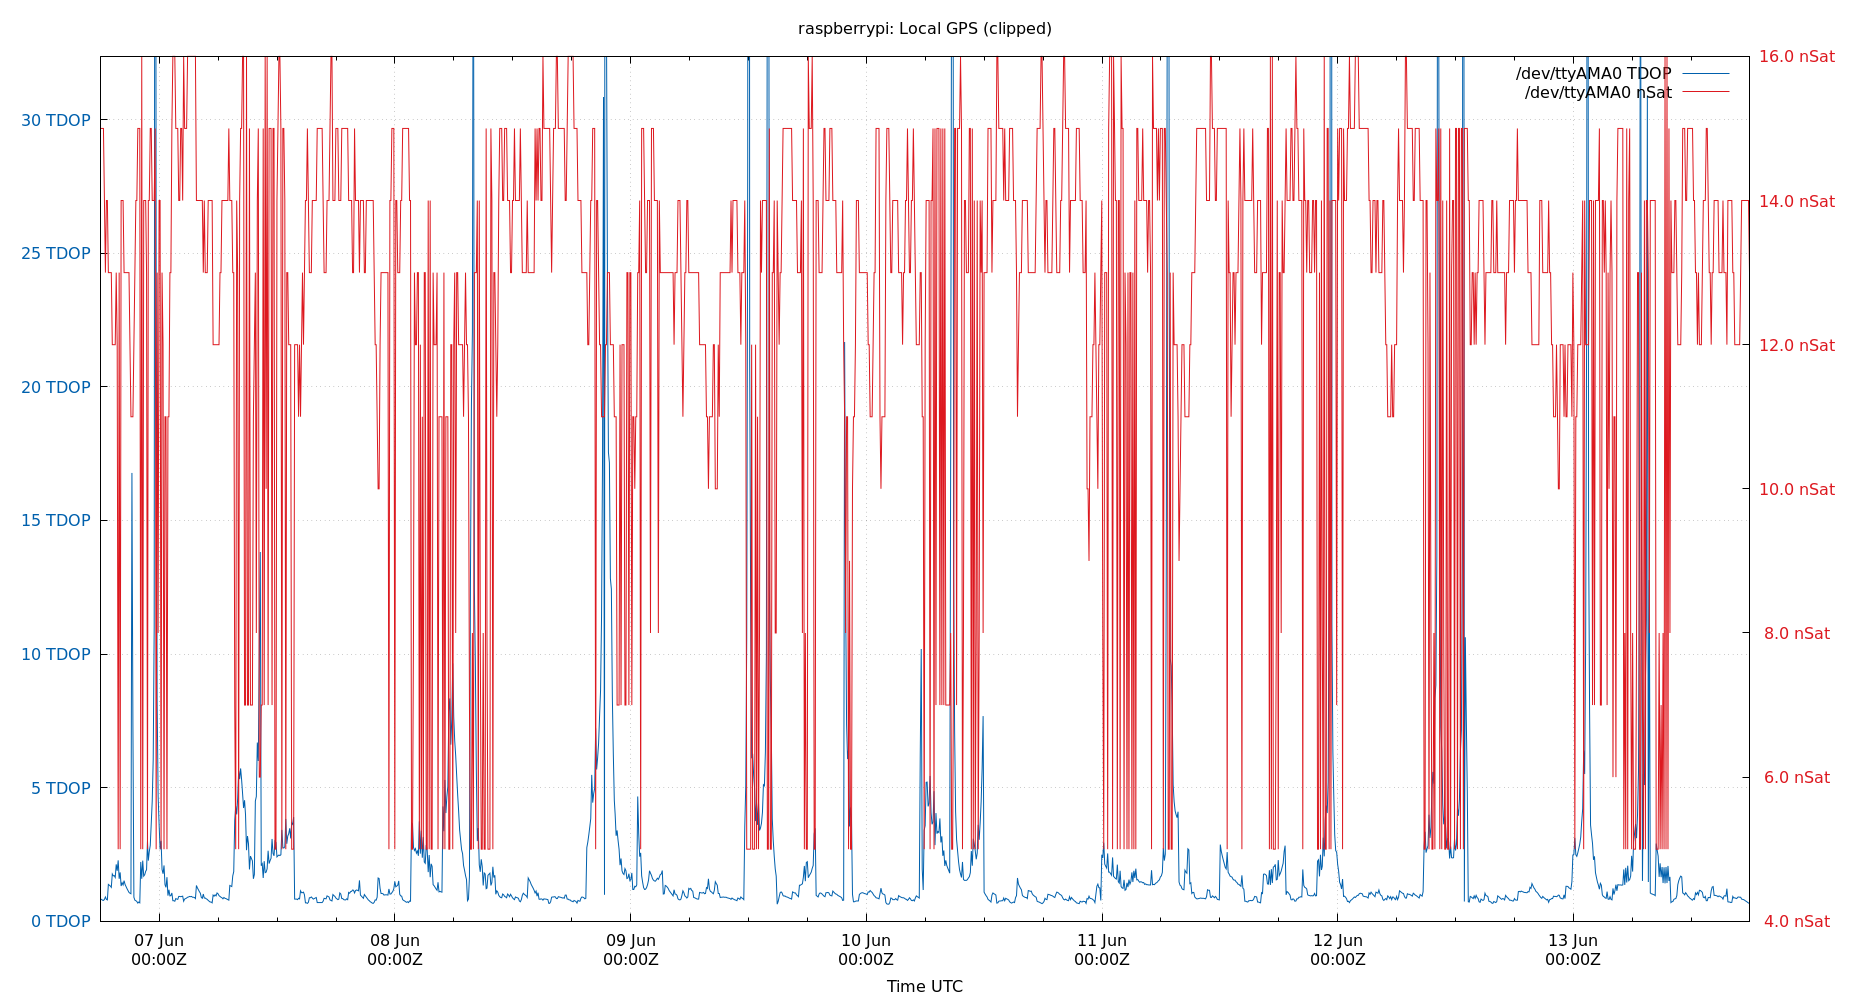 raspberrypi: Local GPS (clipped)
/dev/ttyAMA0 TDOP
/dev/ttyAMA0 nSat
30 TDOP
25 TDOP
20 TDOP
15 TDOP
10 TDOP
5 TDOP
0 TDOP
16.0 nSat
14.0 nSat
12.0 nSat
10.0 nSat
8.0 nSat
6.0 nSat
4.0 nSat
07 Jun
00:00Z
08 Jun
00:00Z
09 Jun
00:00Z
10 Jun
00:00Z
11 Jun
00:00Z
12 Jun
00:00Z
13 Jun
00:00Z
Time UTC